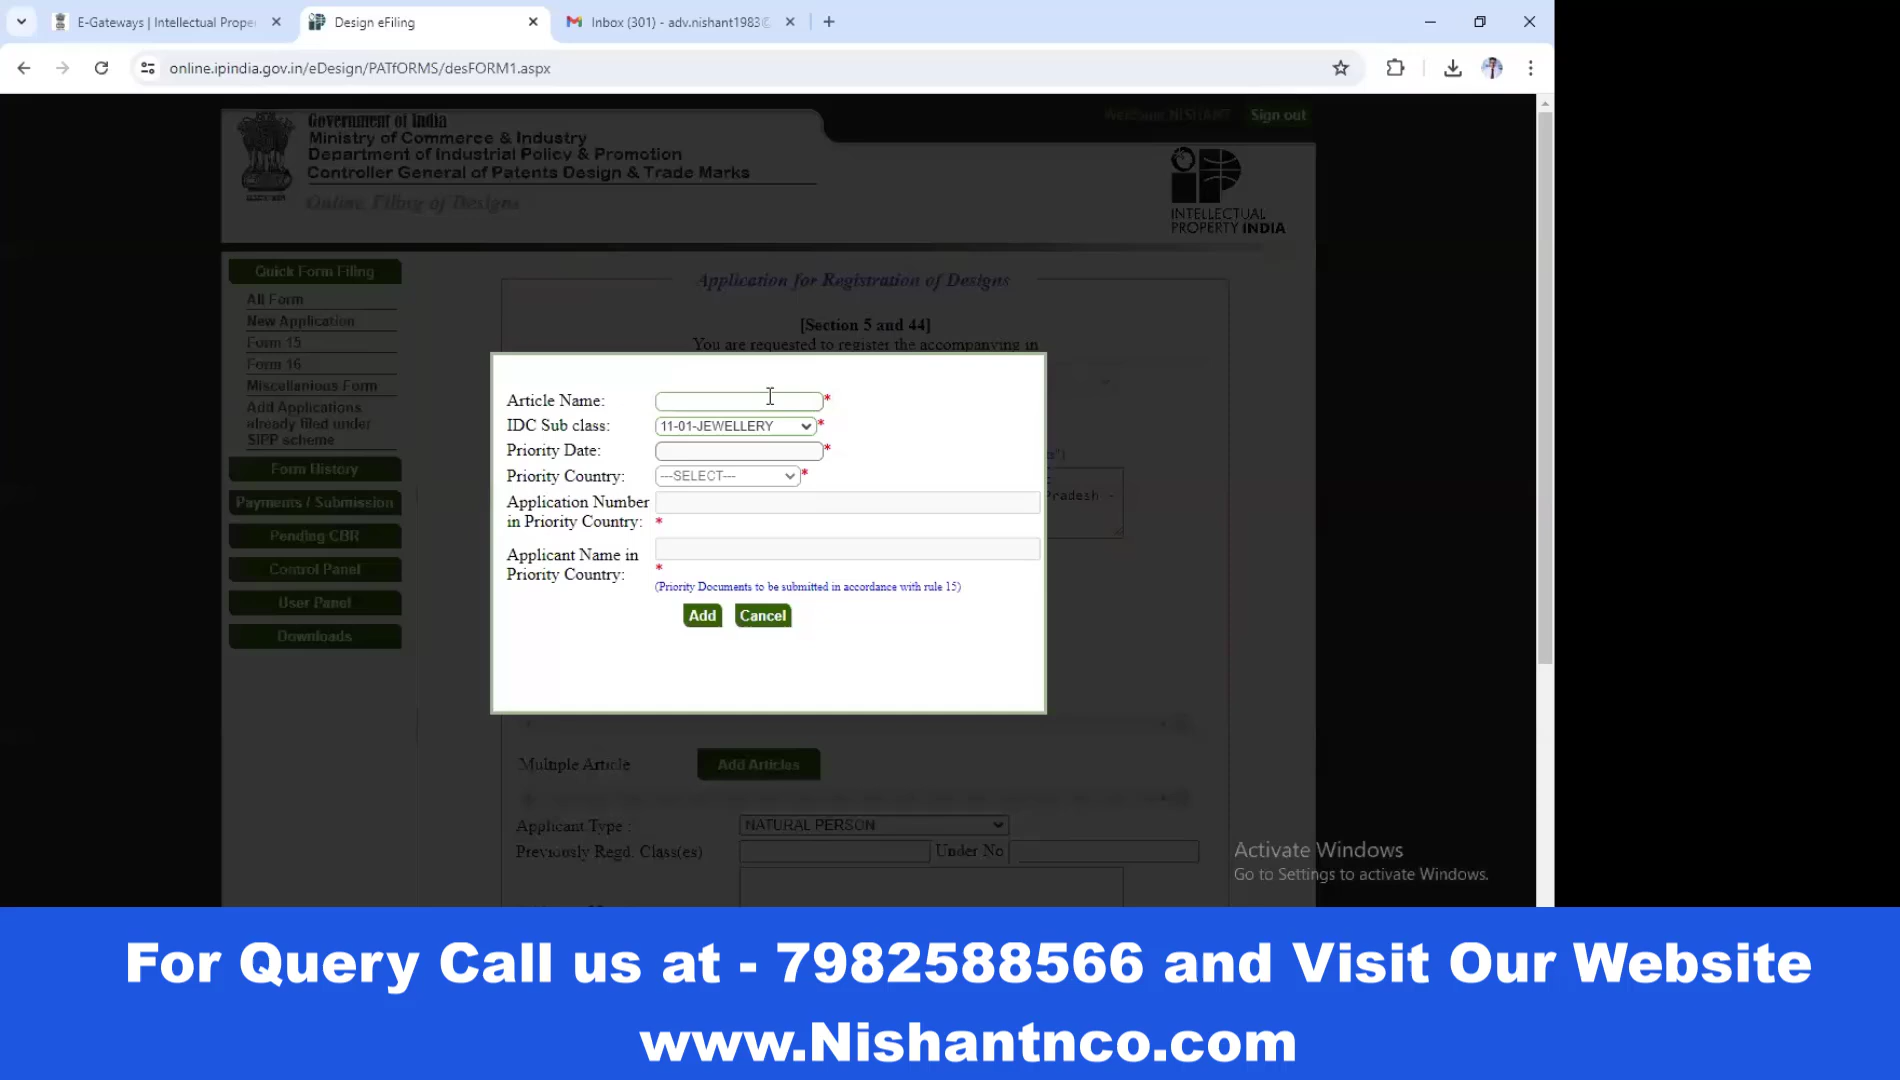 E-Gateways | Intellectual Prope
Design eFiling
Inbox (301) - adv.nishant1983@
online.ipindia.gov.in/eDesign/PATfORMS/desFORM1.aspx
Government of India
Ministry of Commerce & Industry
Department of Industrial Policy & Promotion
Controller General of Patents Design & Trade Marks
Online Filing of Designs
Welcome NISHANT
Sign out
INTELLECTUAL
PROPERTY INDIA
Quick Form Filing
All Form
New Application
Form 15
Form 16
Miscllanious Form
Add Applications
already filed under
SIPP scheme
Form History
Payments / Submission
Pending CBR
Control Panel
User Panel
Downloads
Application for Registration of Designs
[Section 5 and 44]
You are requested to register the accompanying in
Article Name: *
IDC Sub class: 11-01-JEWELLERY *
Priority Date: *
Priority Country: ---SELECT--- *
Application Number
in Priority Country: *
Applicant Name in
Priority Country: *
(Priority Documents to be submitted in accordance with rule 15)
Add Cancel
Pradesh -
Multiple Article Add Articles
Applicant Type : NATURAL PERSON
Previously Regd. Class(es) Under No
Activate Windows
Go to Settings to activate Windows.
For Query Call us at - 7982588566 and Visit Our Website
www.Nishantnco.com